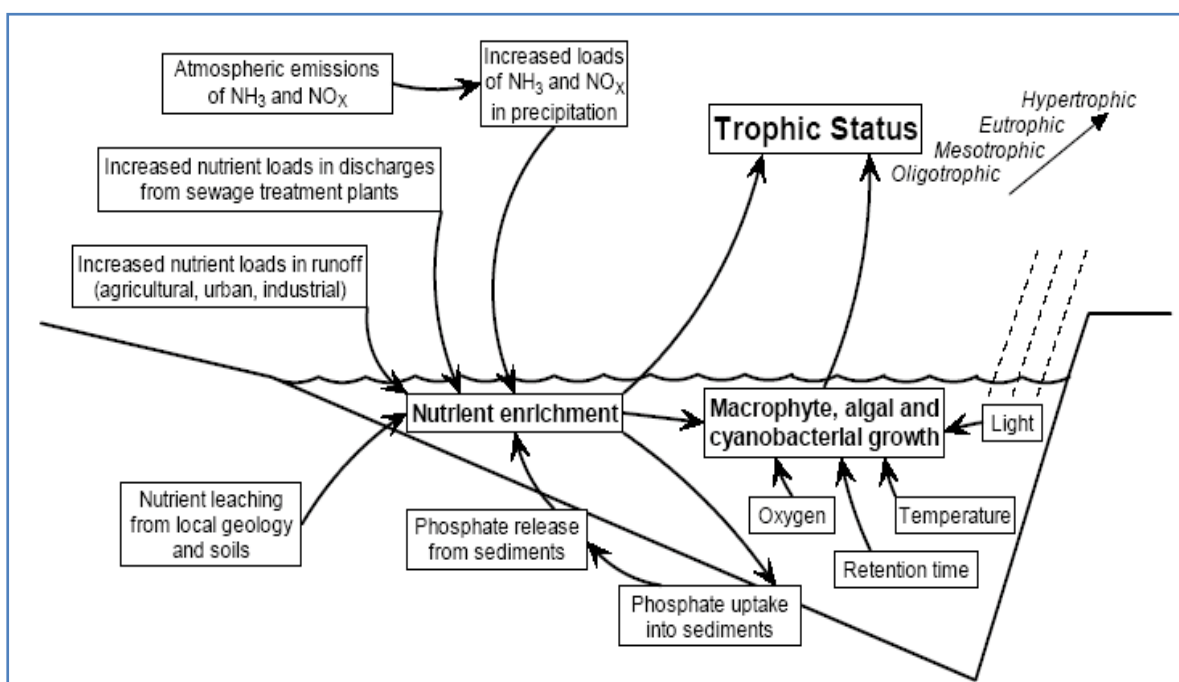 Atmospheric emissions
of NH₃ and NOₓ
Increased loads
of NH₃ and NOₓ
in precipitation
Trophic Status
Hypertrophic
Eutrophic
Mesotrophic
Oligotrophic
Increased nutrient loads in discharges
from sewage treatment plants
Increased nutrient loads in runoff
(agricultural, urban, industrial)
Nutrient enrichment
Macrophyte, algal and
cyanobacterial growth
Light
Nutrient leaching
from local geology
and soils
Phosphate release
from sediments
Oxygen
Temperature
Retention time
Phosphate uptake
into sediments